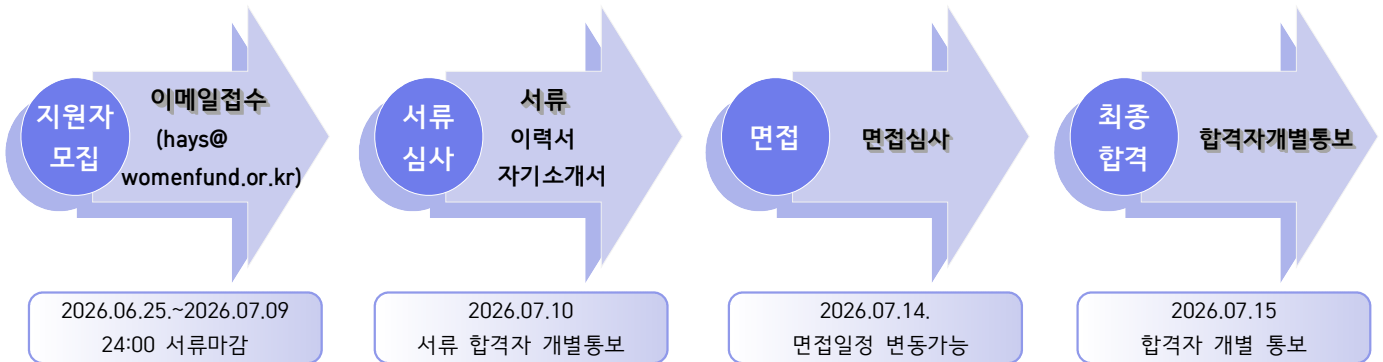 지원자
모집
이메일접수
(hays@
womenfund.or.kr)
서류
심사
서류
이력서
자기소개서
면접
면접심사
최종
합격
합격자개별통보
2026.06.25.~2026.07.09
24:00 서류마감
2026.07.10
서류 합격자 개별통보
2026.07.14.
면접일정 변동가능
2026.07.15
합격자 개별 통보